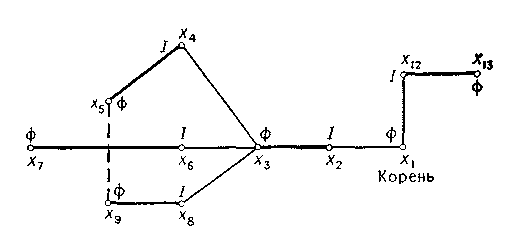 x₄
I
x₁₂
x₁₃
I
ф
x₅ ф
ф I ф I ф
x₇ x₆ x₃ x₂ x₁
Корень
ф I
x₉ x₈